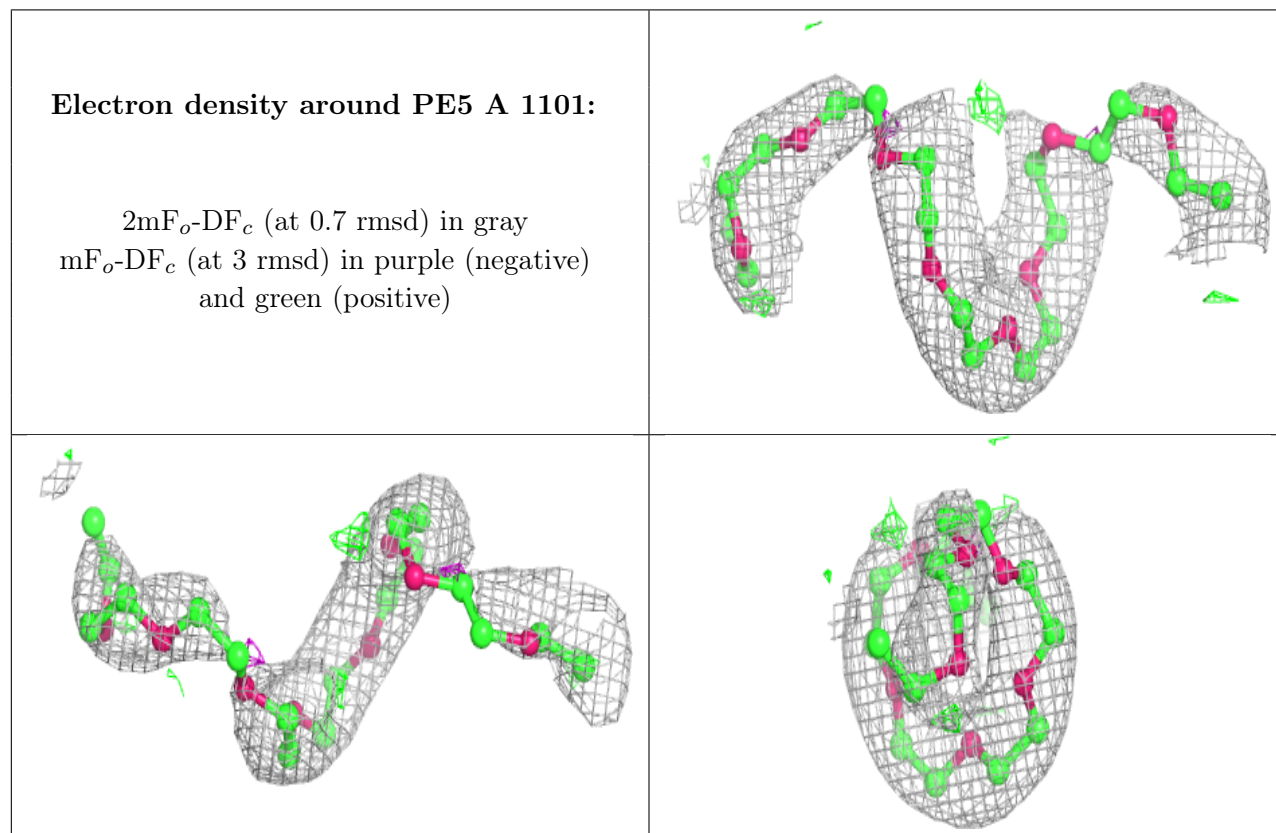 Electron density around PE5 A 1101:
2mFo-DFc (at 0.7 rmsd) in gray
mFo-DFc (at 3 rmsd) in purple (negative)
and green (positive)